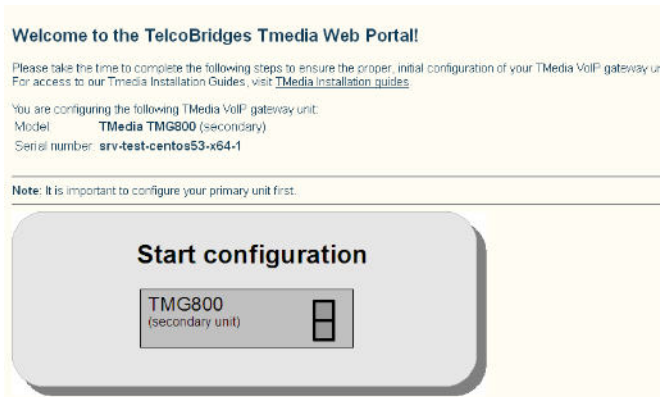 Welcome to the TelcoBridges Tmedia Web Portal!
Please take the time to complete the following steps to ensure the proper, initial configuration of your TMedia VoIP gateway
For access to our Tmedia Installation Guides, visit TMedia Installation guides.
You are configuring the following TMedia VoIP gateway unit:
Model TMedia TMG800 (secondary)
Serial number: srv-test-centos53-x64-1
Note: It is important to configure your primary unit first.
Start configuration
TMG800
(secondary unit)